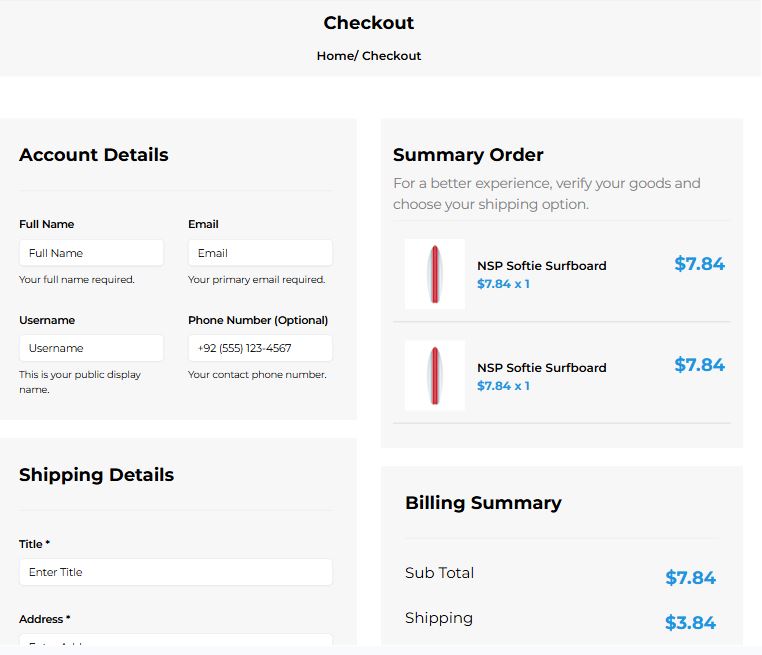 Checkout
Home/ Checkout
Account Details
Full Name
Email
Full Name
Email
Your full name required.
Your primary email required.
Username
Phone Number (Optional)
Username
+92 (555) 123-4567
This is your public display
name.
Your contact phone number.
Shipping Details
Title *
Enter Title
Address *
Summary Order
For a better experience, verify your goods and
choose your shipping option.
NSP Softie Surfboard
$7.84 x 1
$7.84
NSP Softie Surfboard
$7.84 x 1
$7.84
Billing Summary
Sub Total
$7.84
Shipping
$3.84